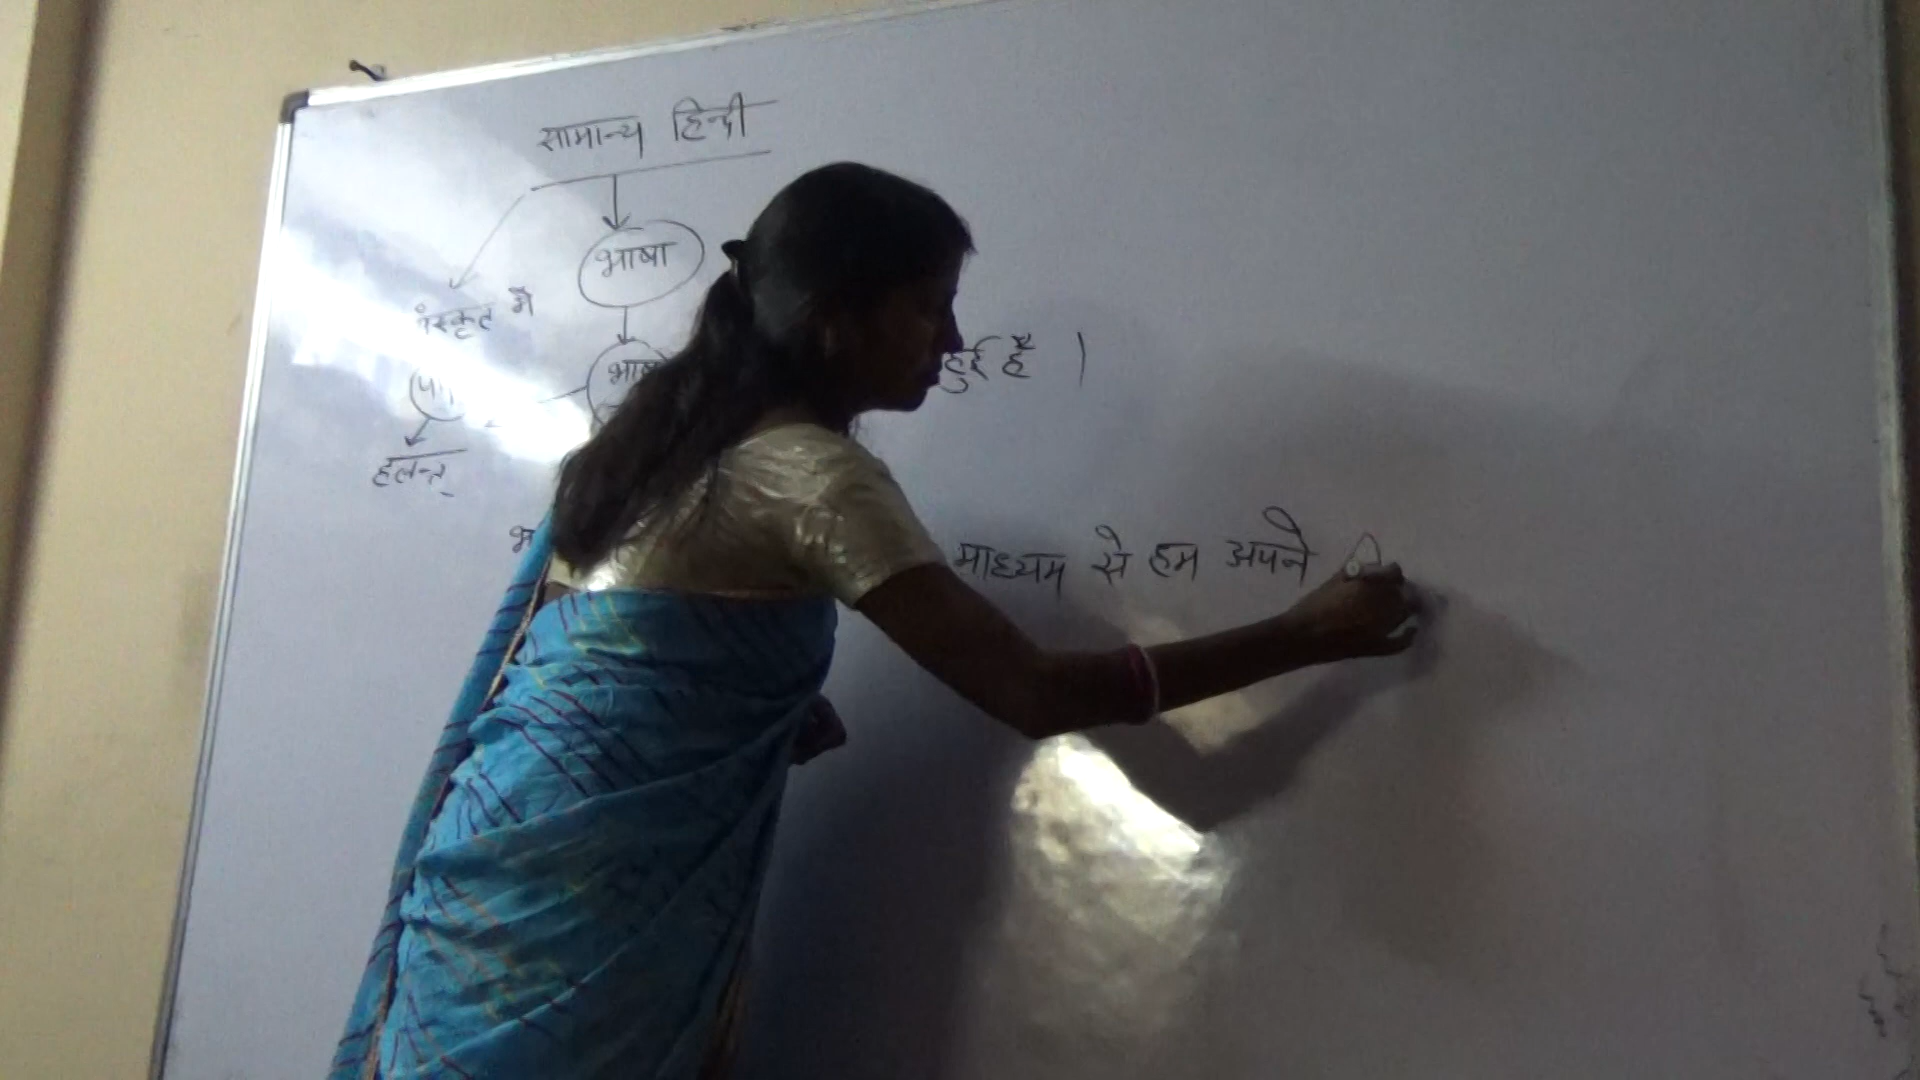 सामान्य हिन्दी
भाषा
संस्कृत में
हुई है ।
हलन्त्
माध्यम से हम अपने